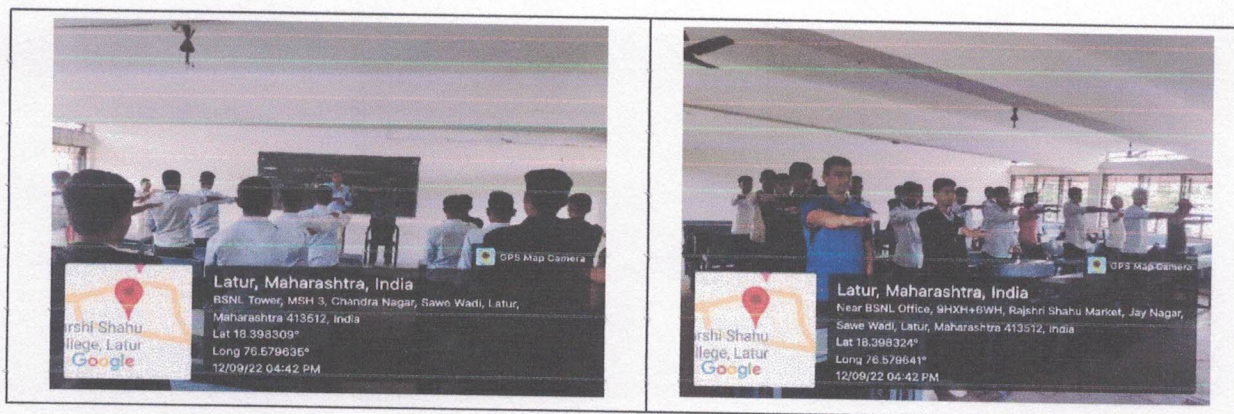 GPS Map Camera
Latur, Maharashtra, India
BSNL Tower, MSH 3, Chandra Nagar, Sawe Wadi, Latur,
Maharashtra 413512, India
Lat 18.398309°
Long 76.579635°
12/09/22 04:42 PM
arshi Shahu
llege, Latur
Google
GPS Map Camera
Latur, Maharashtra, India
Near BSNL Office, 9HXH+6WH, Rajshri Shahu Market, Jay Nagar,
Sawe Wadi, Latur, Maharashtra 413512, India
Lat 18.398324°
Long 76.579641°
12/09/22 04:42 PM
arshi Shahu
llege, Latur
Google